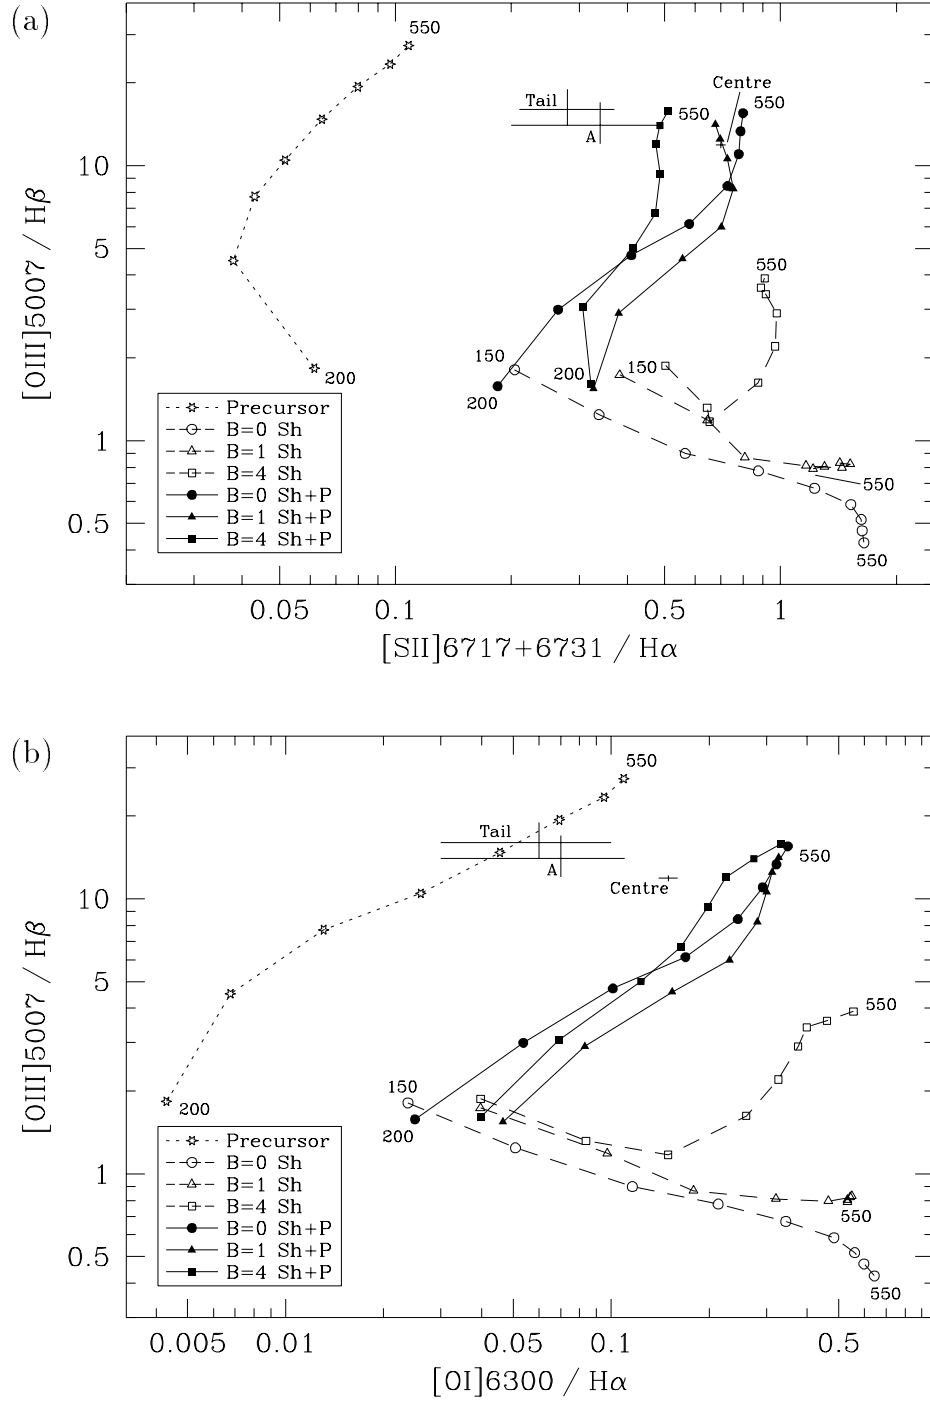 (a)
550
Centre
Tail
550
550
A
10
[OIII]5007 / Hβ
5
550
150
200
200
150
200
Precursor
B=0 Sh
B=1 Sh
B=4 Sh
B=0 Sh+P
B=1 Sh+P
B=4 Sh+P
1
550
0.5
550
0.05
0.1
0.5
1
[SII]6717+6731 / Hα
(b)
550
Tail
A
550
Centre
10
[OIII]5007 / Hβ
5
550
150
200
200
Precursor
B=0 Sh
B=1 Sh
B=4 Sh
B=0 Sh+P
B=1 Sh+P
B=4 Sh+P
1
550
0.5
550
0.005
0.01
0.05
0.1
0.5
[OI]6300 / Hα